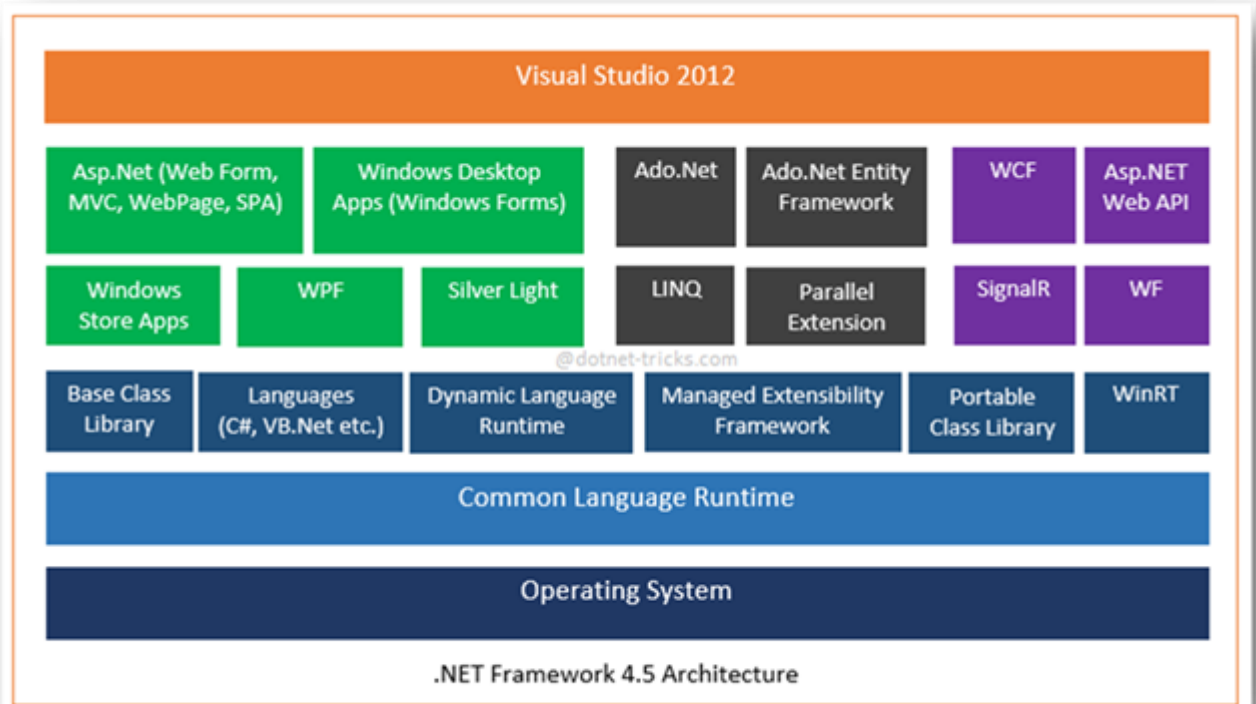 Visual Studio 2012
Asp.Net (Web Form,
MVC, WebPage, SPA)
Windows Desktop
Apps (Windows Forms)
Ado.Net
Ado.Net Entity
Framework
WCF
Asp.NET
Web API
Windows
Store Apps
WPF
Silver Light
LINQ
Parallel
Extension
SignalR
WF
@dotnet-tricks.com
Base Class
Library
Languages
(C#, VB.Net etc.)
Dynamic Language
Runtime
Managed Extensibility
Framework
Portable
Class Library
WinRT
Common Language Runtime
Operating System
.NET Framework 4.5 Architecture